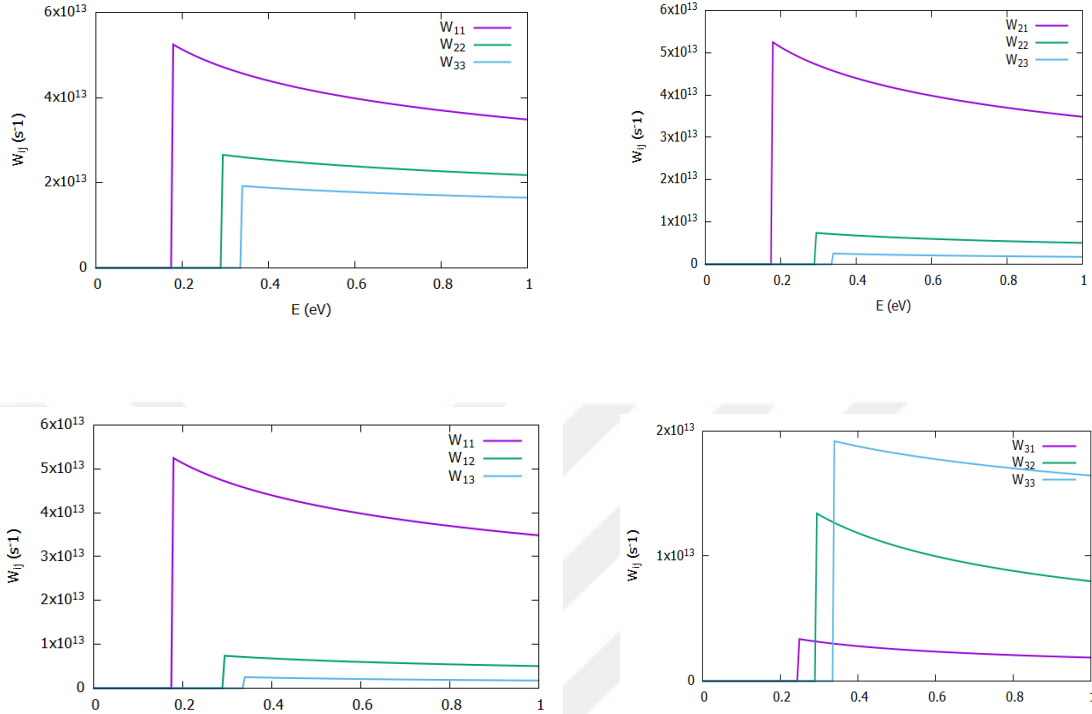 6x10¹³
4x10¹³
2x10¹³
0
W₁₁
W₂₂
W₃₃
Wᵢⱼ (s⁻¹)
0 0.2 0.4 0.6 0.8 1
E (eV)
6x10¹³
5x10¹³
4x10¹³
3x10¹³
2x10¹³
1x10¹³
0
W₂₁
W₂₂
W₂₃
Wᵢⱼ (s⁻¹)
0 0.2 0.4 0.6 0.8 1
E (eV)
6x10¹³
5x10¹³
4x10¹³
3x10¹³
2x10¹³
1x10¹³
0
W₁₁
W₁₂
W₁₃
Wᵢⱼ (s⁻¹)
0 0.2 0.4 0.6 0.8 1
2x10¹³
1x10¹³
0
W₃₁
W₃₂
W₃₃
Wᵢⱼ (s⁻¹)
0 0.2 0.4 0.6 0.8 1